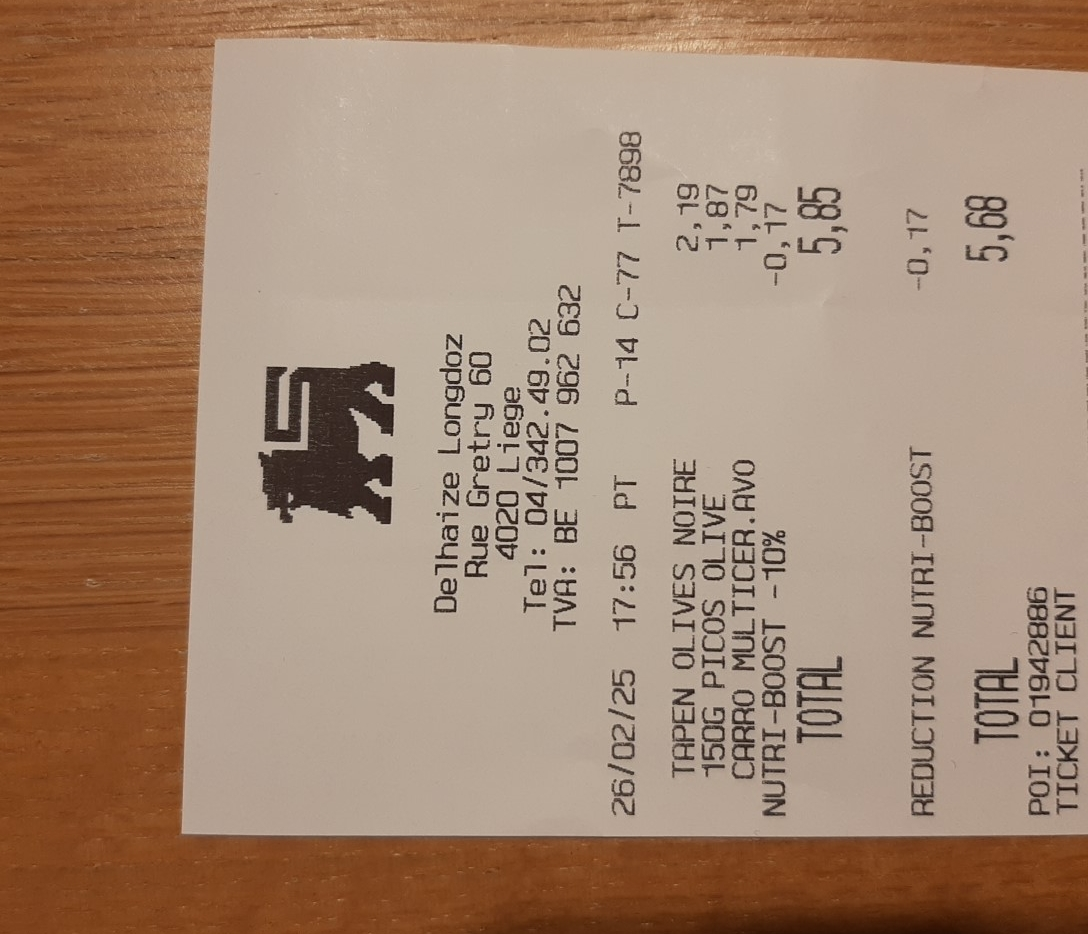 Delhaize Longdoz
Rue Gretry 60
4020 Liege
Tel: 04/342.49.02
TVA: BE 1007 962 632
26/02/25 17:56 PT P-14 C-77 T-7898
TAPEN OLIVES NOIRE 2,19
150G PICOS OLIVE 1,87
CARRO MULTICER.AVO 1,79
NUTRI-BOOST -10% -0,17
TOTAL 5,85
REDUCTION NUTRI-BOOST -0,17
TOTAL 5,68
POI: 01942886
TICKET CLIENT